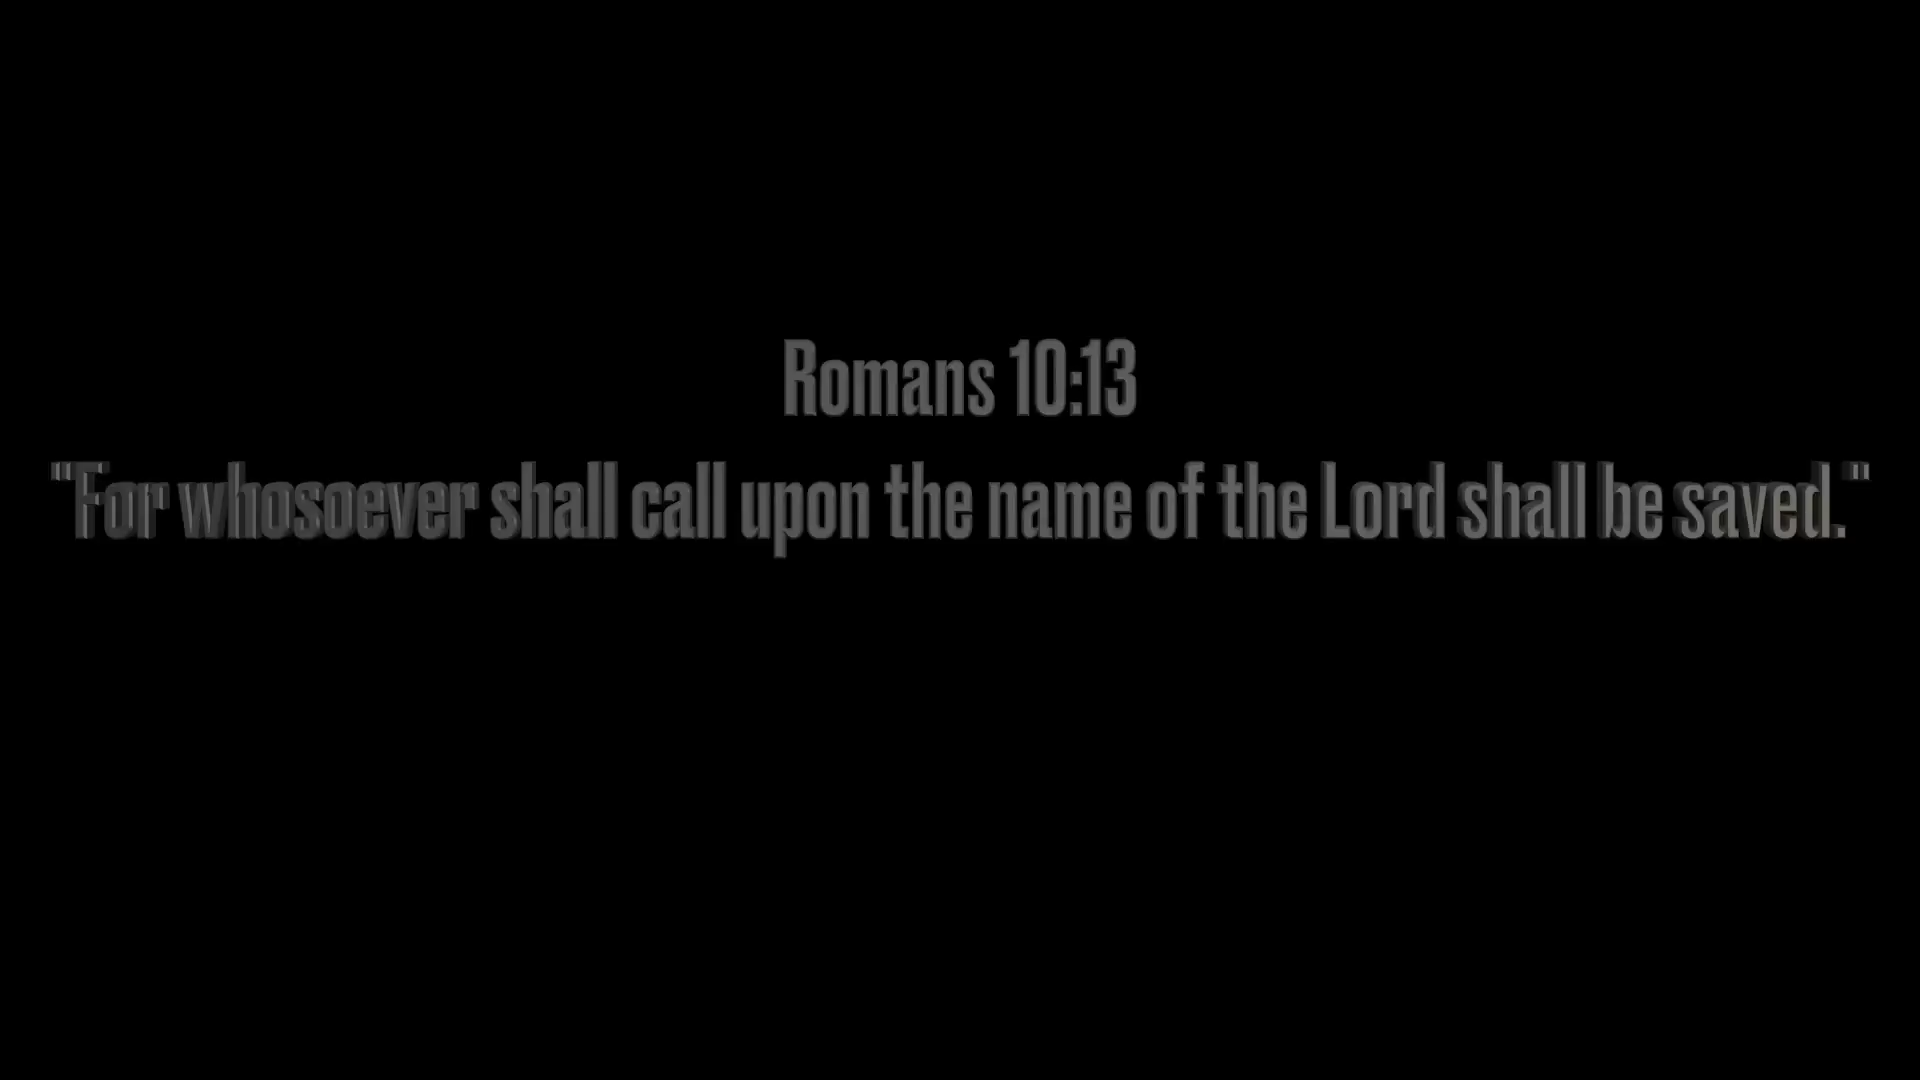 Romans 10:13
"For whosoever shall call upon the name of the Lord shall be saved."